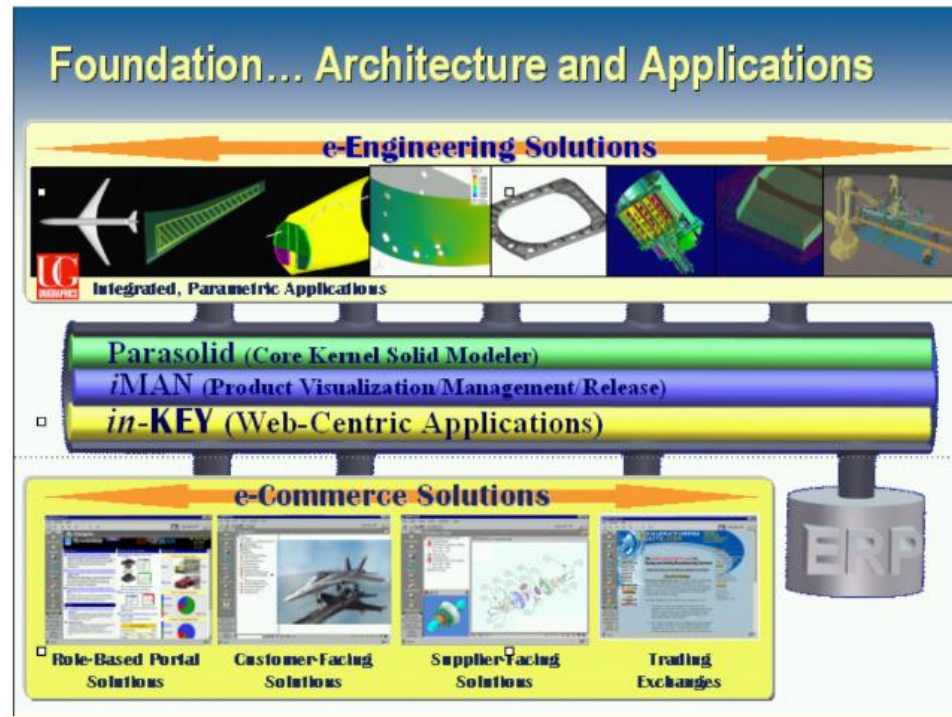 Foundation... Architecture and Applications
e-Engineering Solutions
UG
UNIGRAPHICS
Integrated, Parametric Applications
Parasolid (Core Kernel Solid Modeler)
iMAN (Product Visualization/Management/Release)
in-KEY (Web-Centric Applications)
e-Commerce Solutions
ERP
Role-Based Portal
Solutions
Customer-Facing
Solutions
Supplier-Facing
Solutions
Trading
Exchanges